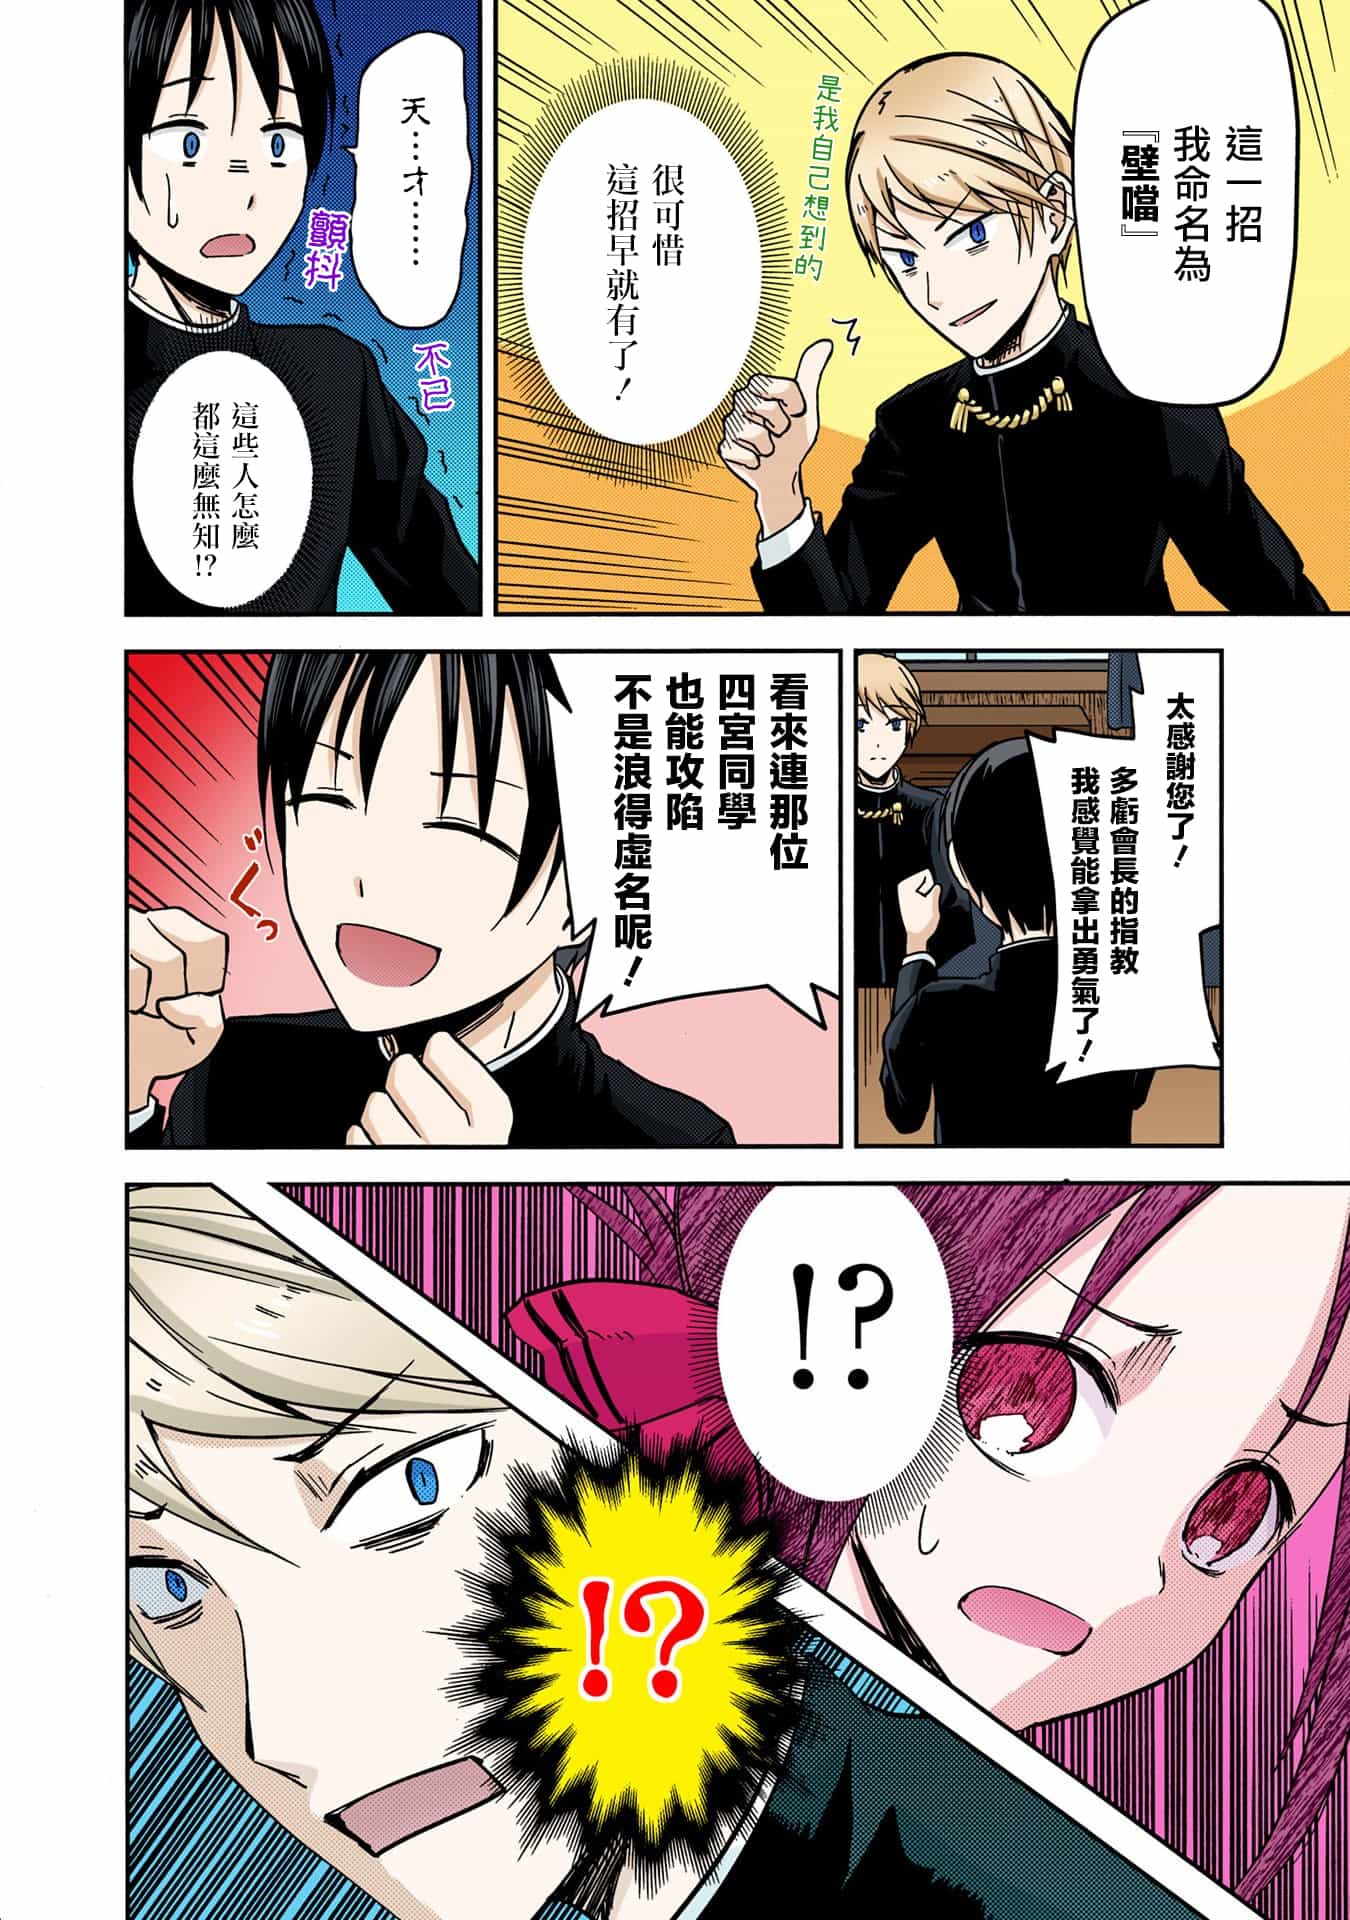 這一招
我命名為
『壁噹』
是我自己想到的
很可惜
這招早就有了！
天…才……
顫抖
不已
這些人怎麼
都這麼無知!?
太感謝您了！
多虧會長的指教
我感覺能拿出勇氣了！
看來連那位
四宮同學
也能攻陷
不是浪得虛名呢！
ぐっ
!?
!?